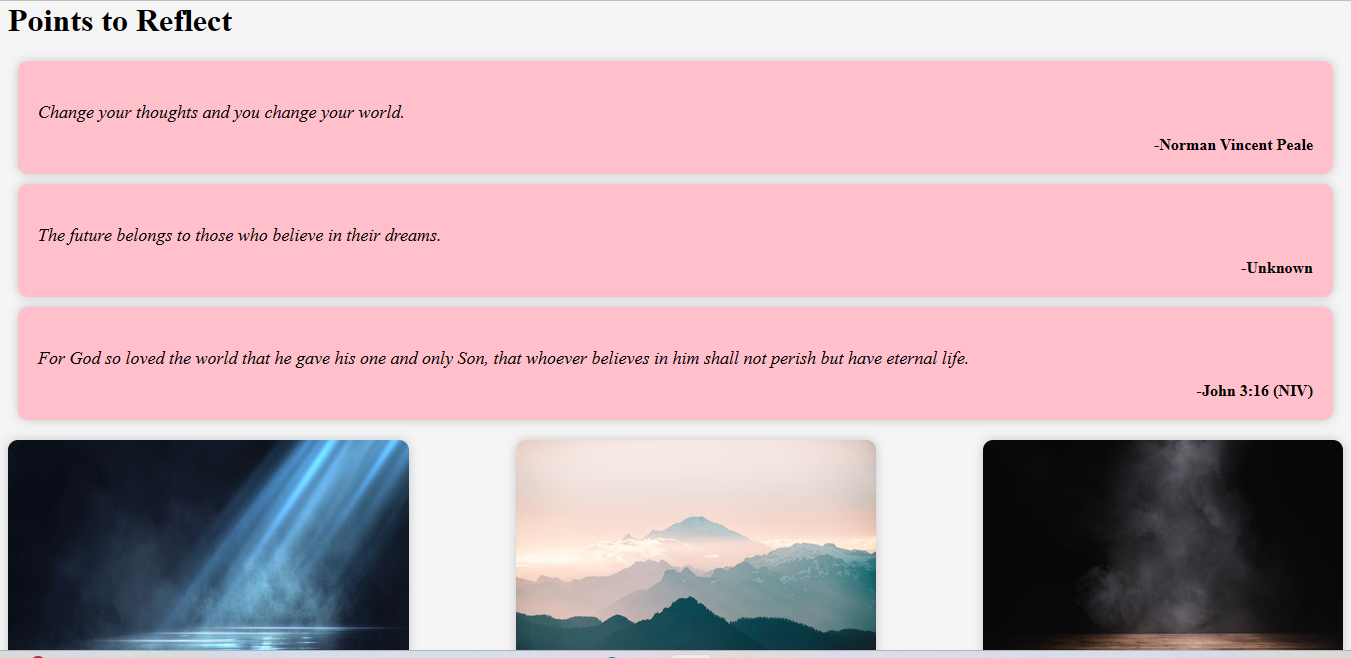 Points to Reflect
Change your thoughts and you change your world.
-Norman Vincent Peale
The future belongs to those who believe in their dreams.
-Unknown
For God so loved the world that he gave his one and only Son, that whoever believes in him shall not perish but have eternal life.
-John 3:16 (NIV)